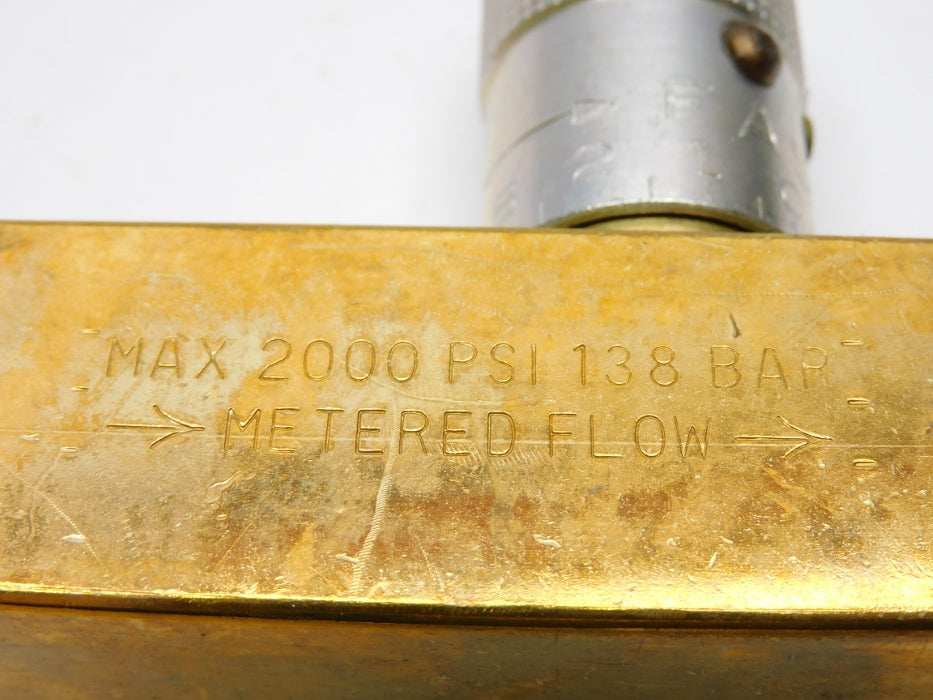 MAX 2000 PSI 138 BAR
→ METERED FLOW →